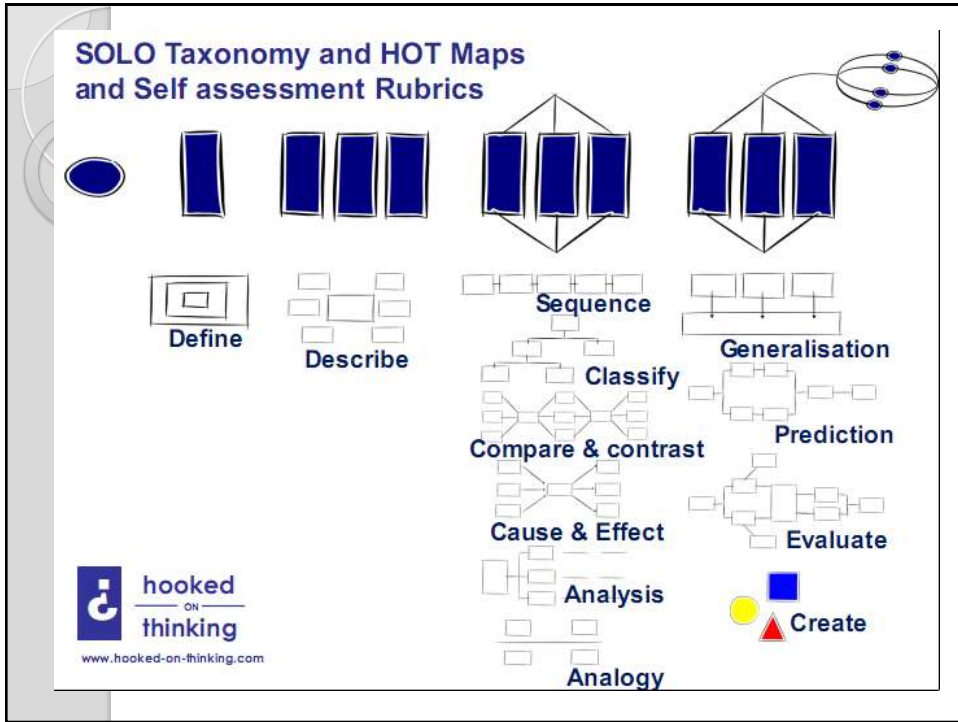 SOLO Taxonomy and HOT Maps
and Self assessment Rubrics
Define
Describe
Sequence
Classify
Compare & contrast
Cause & Effect
Analysis
Analogy
Generalisation
Prediction
Evaluate
Create
hooked
ON
thinking
www.hooked-on-thinking.com